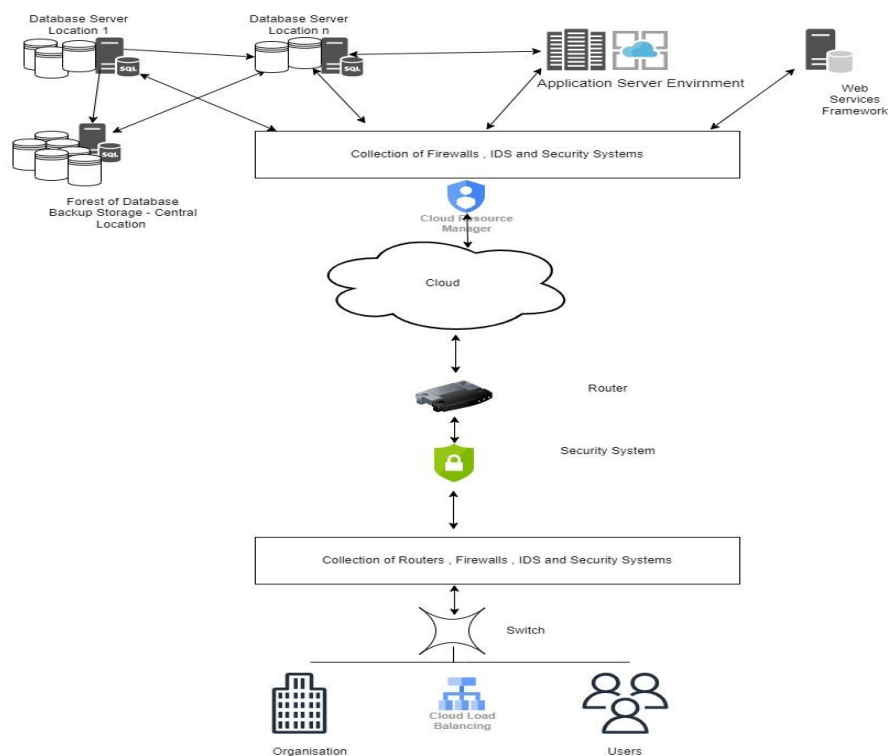 Database Server
Location 1
Database Server
Location n
SQL
SQL
Application Server Envirnment
Web
Services
Framework
SQL
Collection of Firewalls , IDS and Security Systems
Forest of Database
Backup Storage - Central
Location
Cloud Resource
Manager
Cloud
Router
Security System
Collection of Routers , Firewalls , IDS and Security Systems
Switch
Cloud Load
Balancing
Organisation
Users